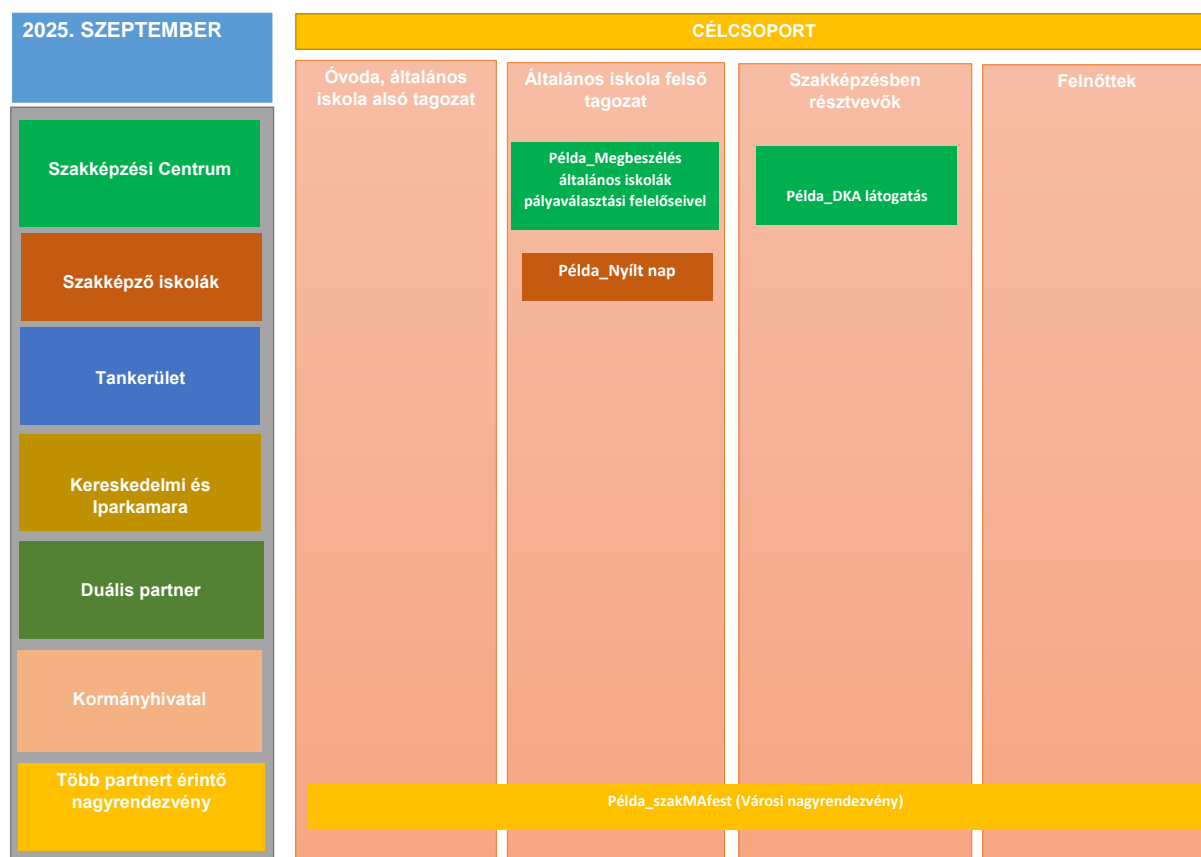 2025. SZEPTEMBER
CÉLCSOPORT
Óvoda, általános
iskola alsó tagozat
Általános iskola felső
tagozat
Szakképzésben
résztvevők
Felnőttek
Szakképzési Centrum
Példa_Megbeszélés
általános iskolák
pályaválasztási felelőseivel
Példa_DKA látogatás
Szakképző iskolák
Példa_Nyílt nap
Tankerület
Kereskedelmi és
Iparkamara
Duális partner
Kormányhivatal
Több partnert érintő
nagyrendezvény
Példa_szakMAfest (Városi nagyrendezvény)